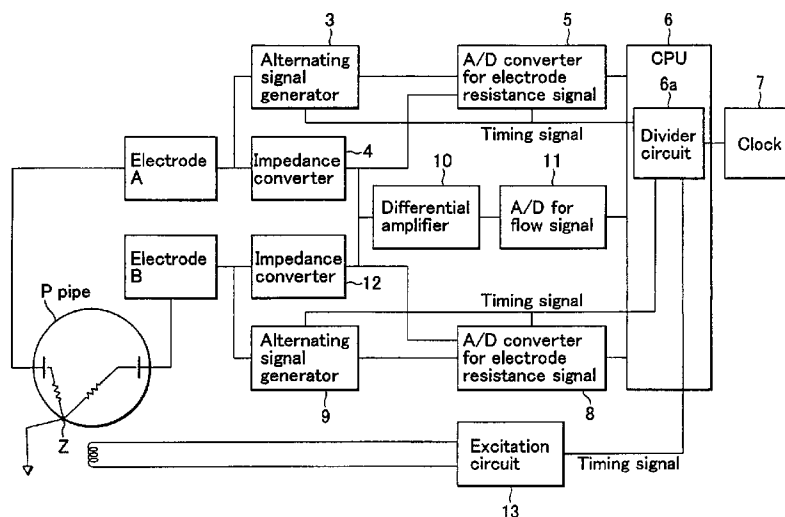 3
5
6
Alternating
signal
generator
A/D converter
for electrode
resistance signal
CPU
6a
7
Timing signal
Divider
circuit
Clock
Electrode
A
Impedance
converter
4
10
11
Differential
amplifier
A/D for
flow signal
Electrode
B
Impedance
converter
12
P pipe
Timing signal
Alternating
signal
generator
A/D converter
for electrode
resistance signal
9
8
Z
Excitation
circuit
Timing signal
13